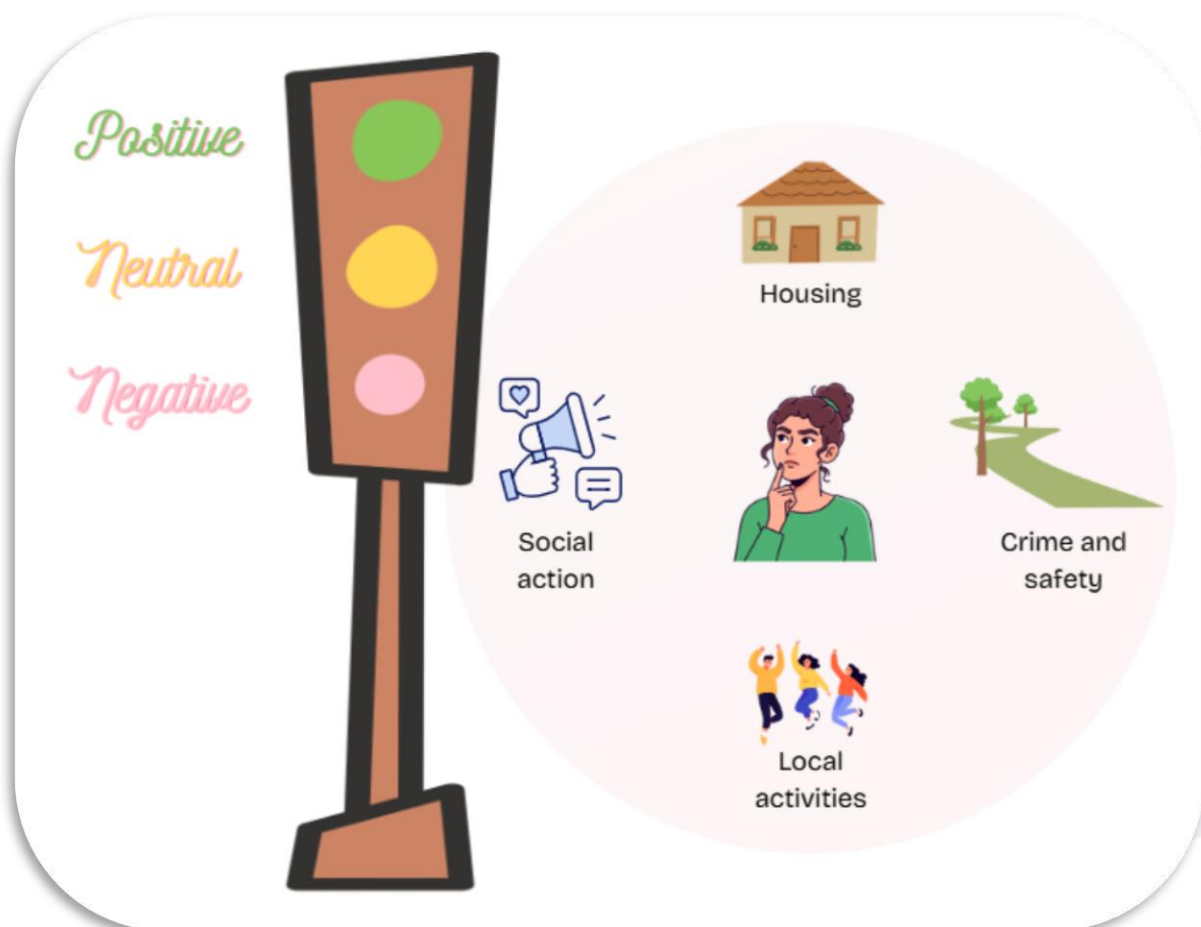 Positive
Neutral
Negative
Housing
Social
action
Crime and
safety
Local
activities